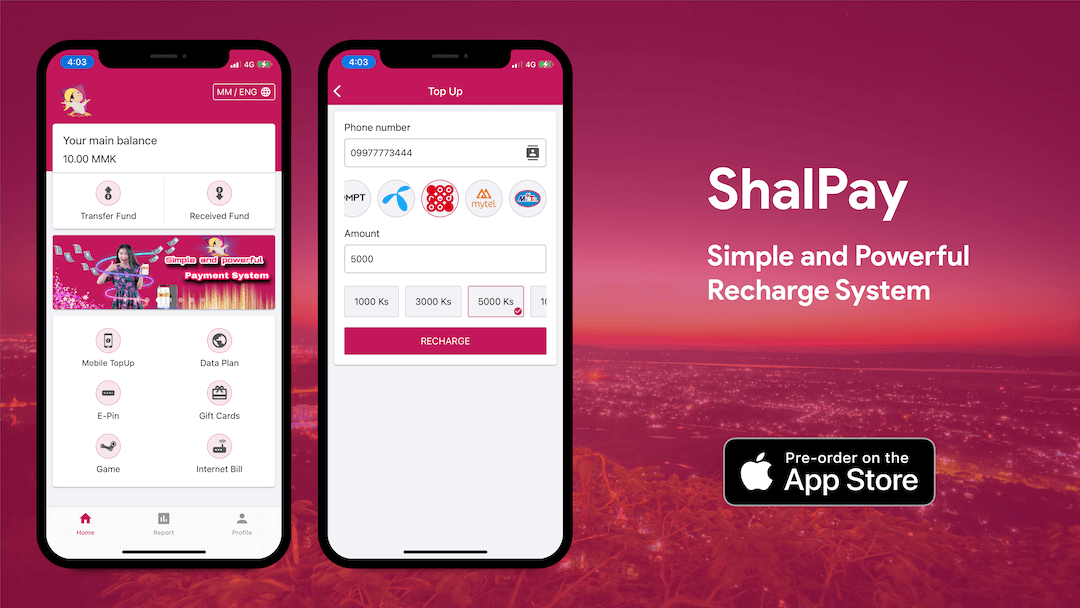 4:03
4G
MM / ENG
Your main balance
10.00 MMK
Transfer Fund
Received Fund
Simple and powerful
Payment System
Mobile TopUp
Data Plan
E-Pin
Gift Cards
Game
Internet Bill
Home
Report
Profile
4:03
4G
Top Up
Phone number
09977773444
MPT
mytel
Amount
5000
1000 Ks
3000 Ks
5000 Ks
10
RECHARGE
ShalPay
Simple and Powerful
Recharge System
Pre-order on the
App Store